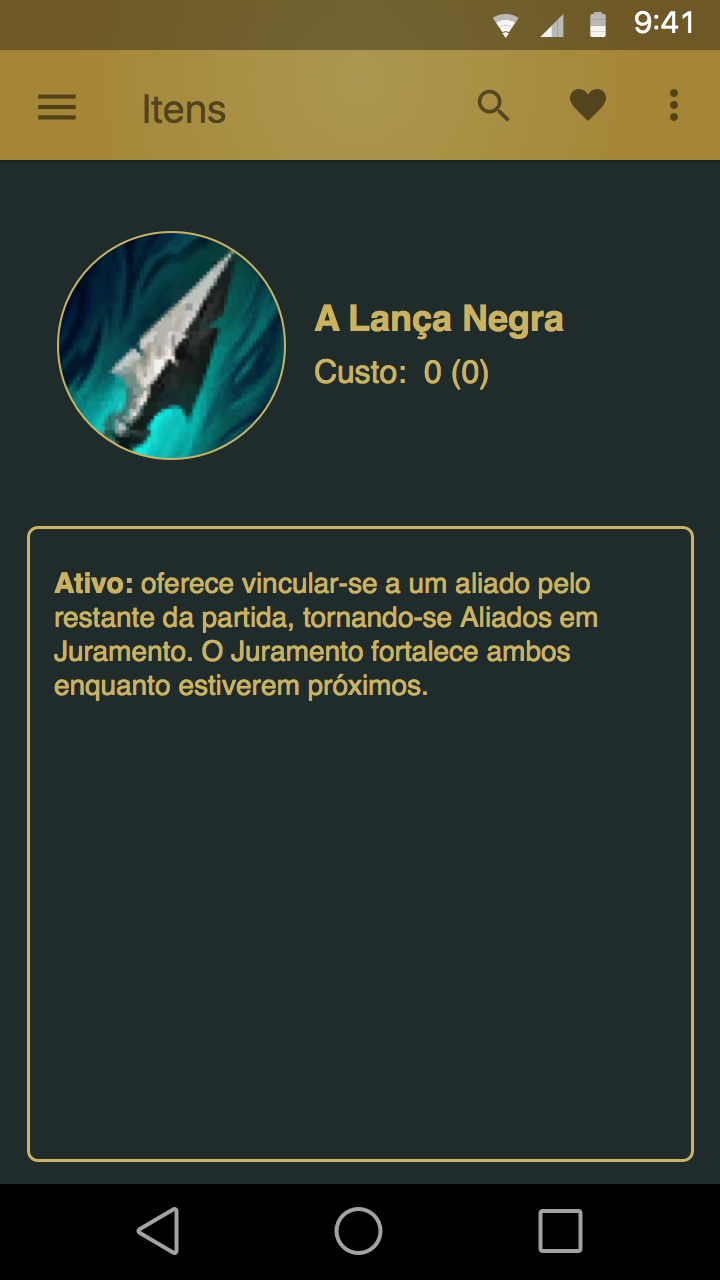 9:41
Itens
A Lança Negra
Custo:  0 (0)
Ativo: oferece vincular-se a um aliado pelo
restante da partida, tornando-se Aliados em
Juramento. O Juramento fortalece ambos
enquanto estiverem próximos.